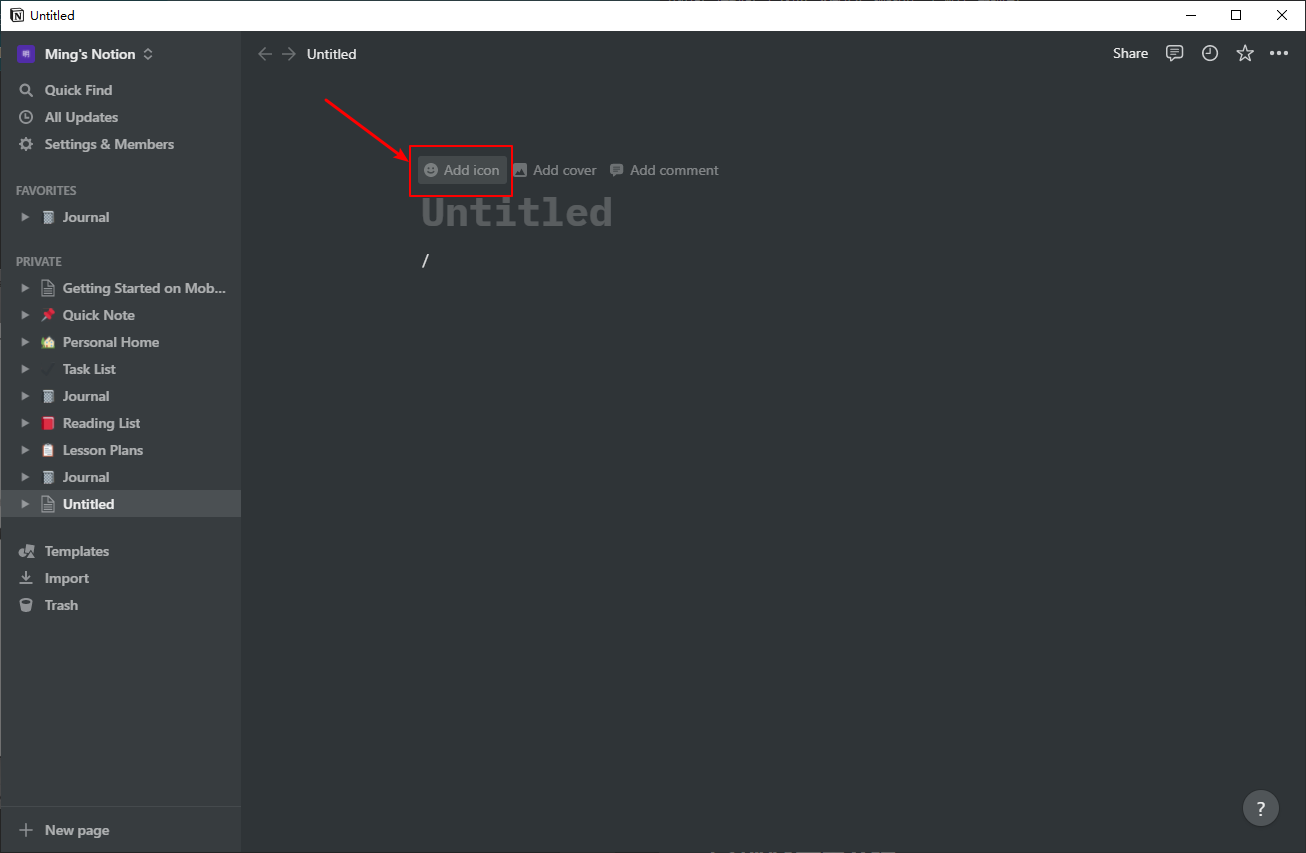 Untitled
Ming's Notion
Quick Find
All Updates
Settings & Members
FAVORITES
Journal
PRIVATE
Getting Started on Mob...
Quick Note
Personal Home
Task List
Journal
Reading List
Lesson Plans
Journal
Untitled
Templates
Import
Trash
New page
Untitled
Share
Add icon
Add cover
Add comment
Untitled
/
?